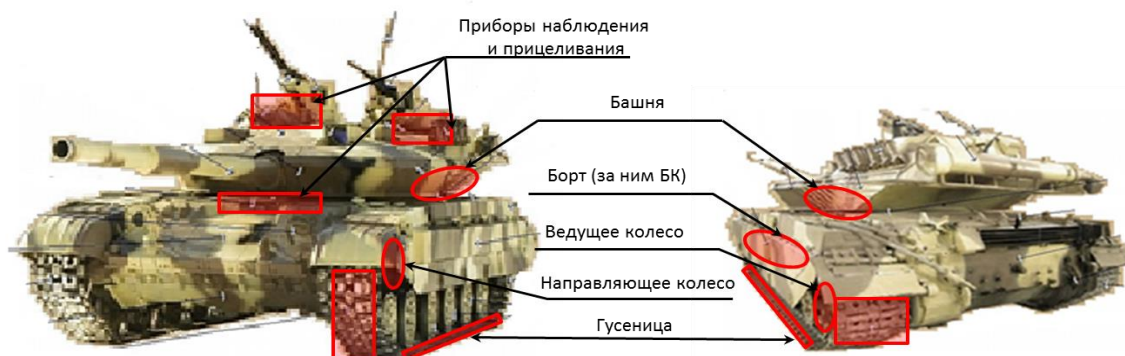 Приборы наблюдения
и прицеливания
Башня
Борт (за ним БК)
Ведущее колесо
Направляющее колесо
Гусеница